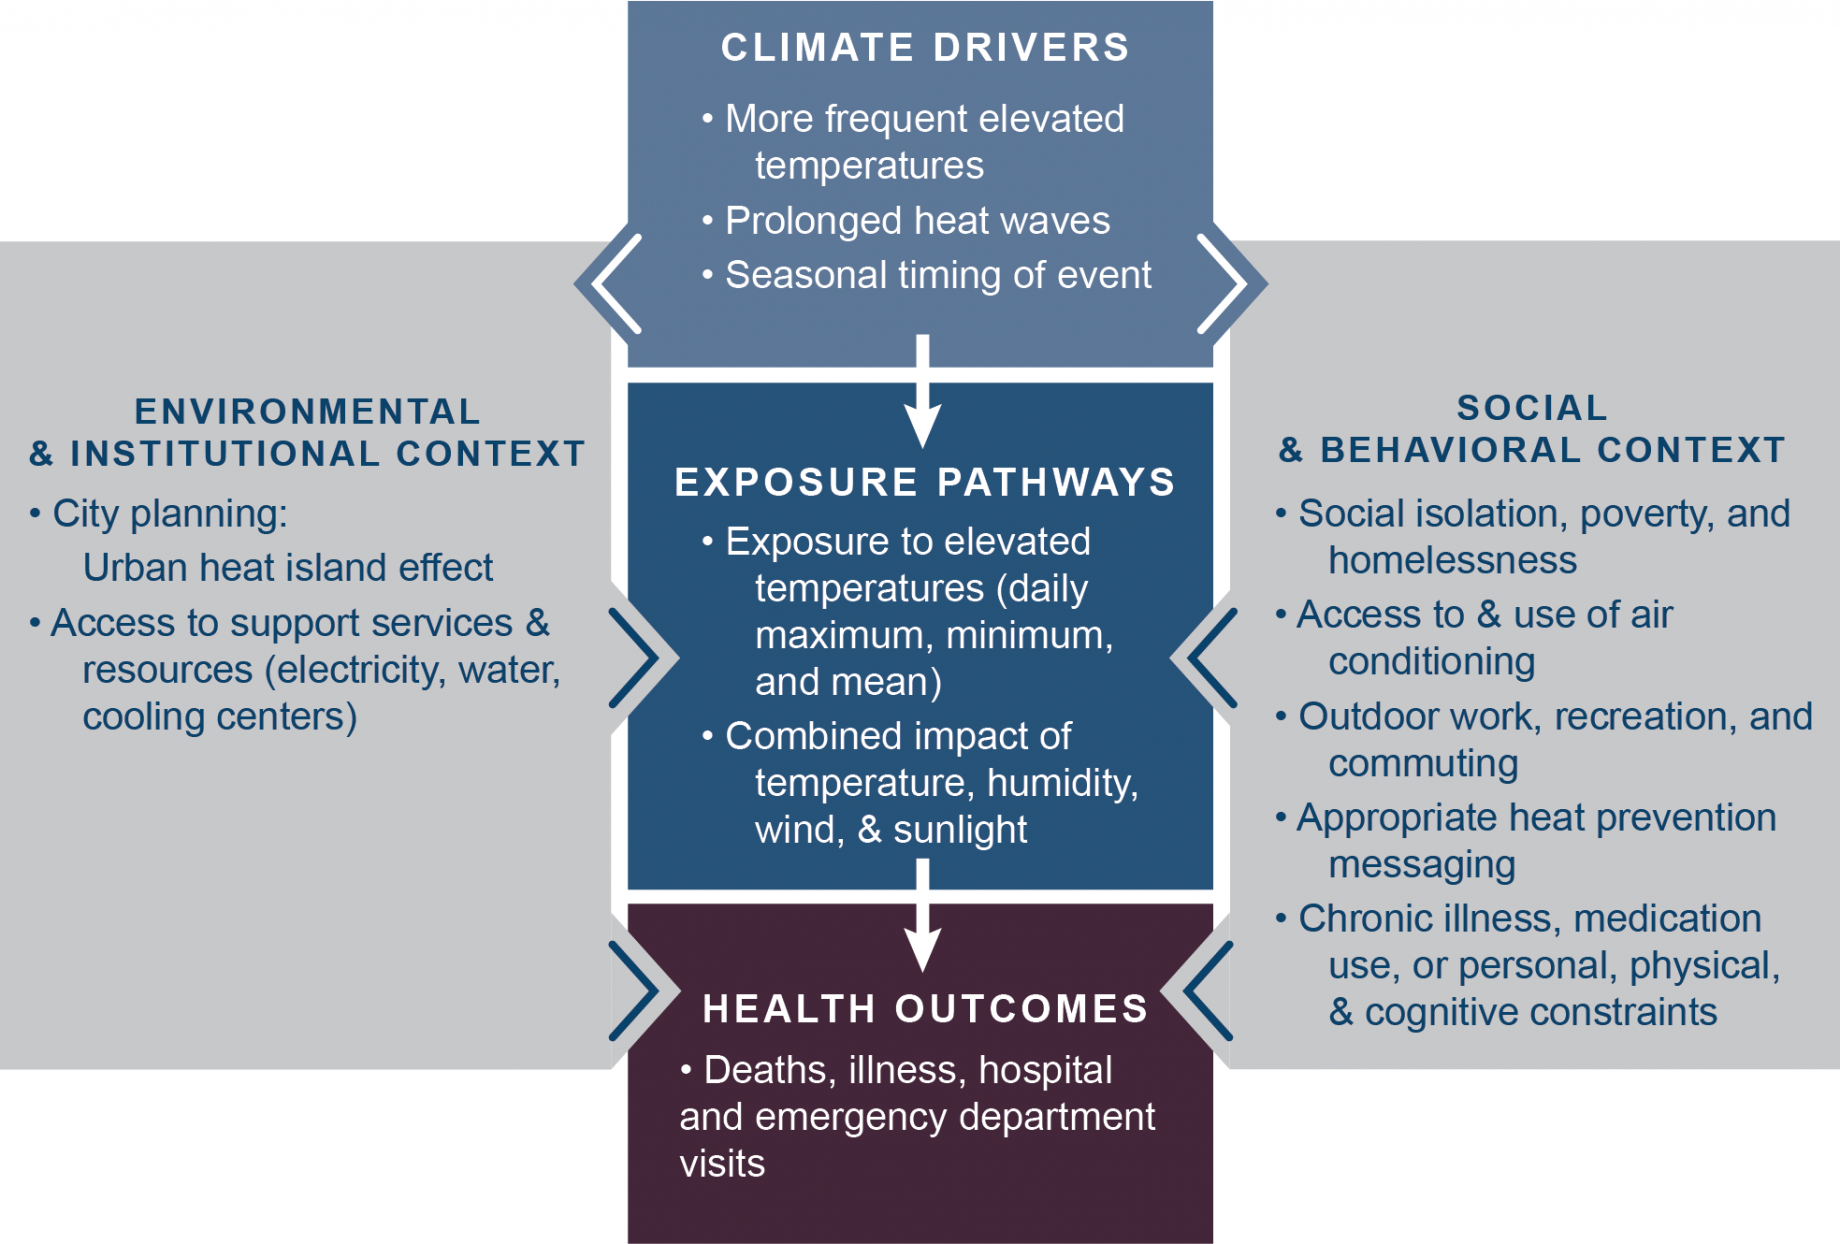 CLIMATE DRIVERS
• More frequent elevated
temperatures
• Prolonged heat waves
• Seasonal timing of event
ENVIRONMENTAL
& INSTITUTIONAL CONTEXT
• City planning:
Urban heat island effect
• Access to support services &
resources (electricity, water,
cooling centers)
EXPOSURE PATHWAYS
• Exposure to elevated
temperatures (daily
maximum, minimum,
and mean)
• Combined impact of
temperature, humidity,
wind, & sunlight
SOCIAL
& BEHAVIORAL CONTEXT
• Social isolation, poverty, and
homelessness
• Access to & use of air
conditioning
• Outdoor work, recreation, and
commuting
• Appropriate heat prevention
messaging
• Chronic illness, medication
use, or personal, physical,
& cognitive constraints
HEALTH OUTCOMES
• Deaths, illness, hospital
and emergency department
visits